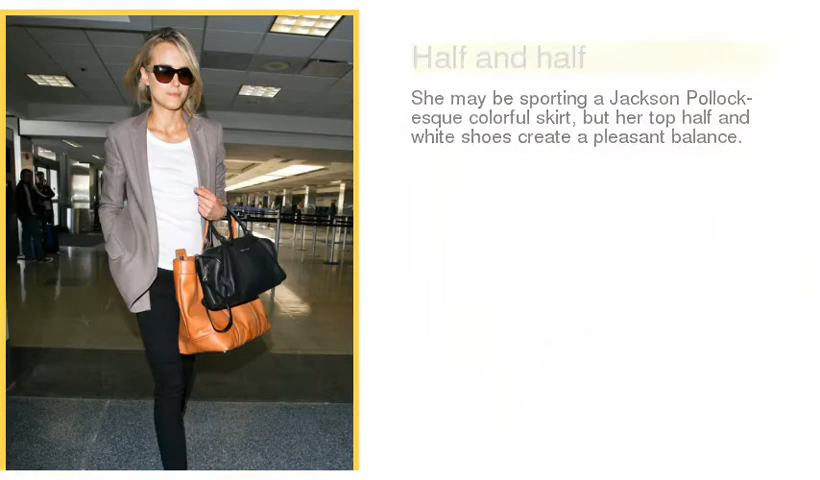 Half and half
She may be sporting a Jackson Pollock-
esque colorful skirt, but her top half and
white shoes create a pleasant balance.